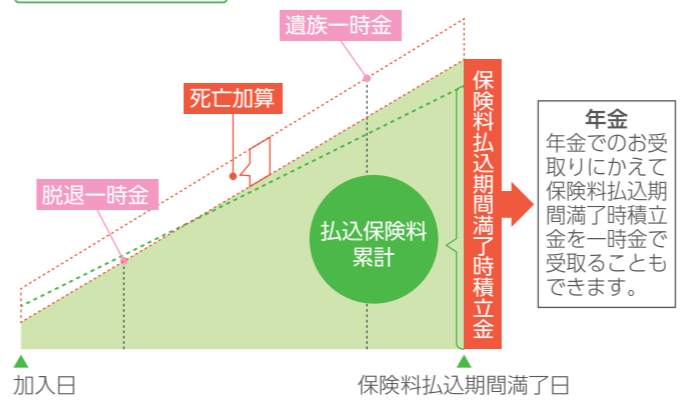 遺族一時金
死亡加算
脱退一時金
払込保険料
累計
保険料払込期間満了時積立金
年金
年金でのお受
取りにかえて
保険料払込期
間満了時積立
金を一時金で
受取ることも
できます。
加入日
保険料払込期間満了日